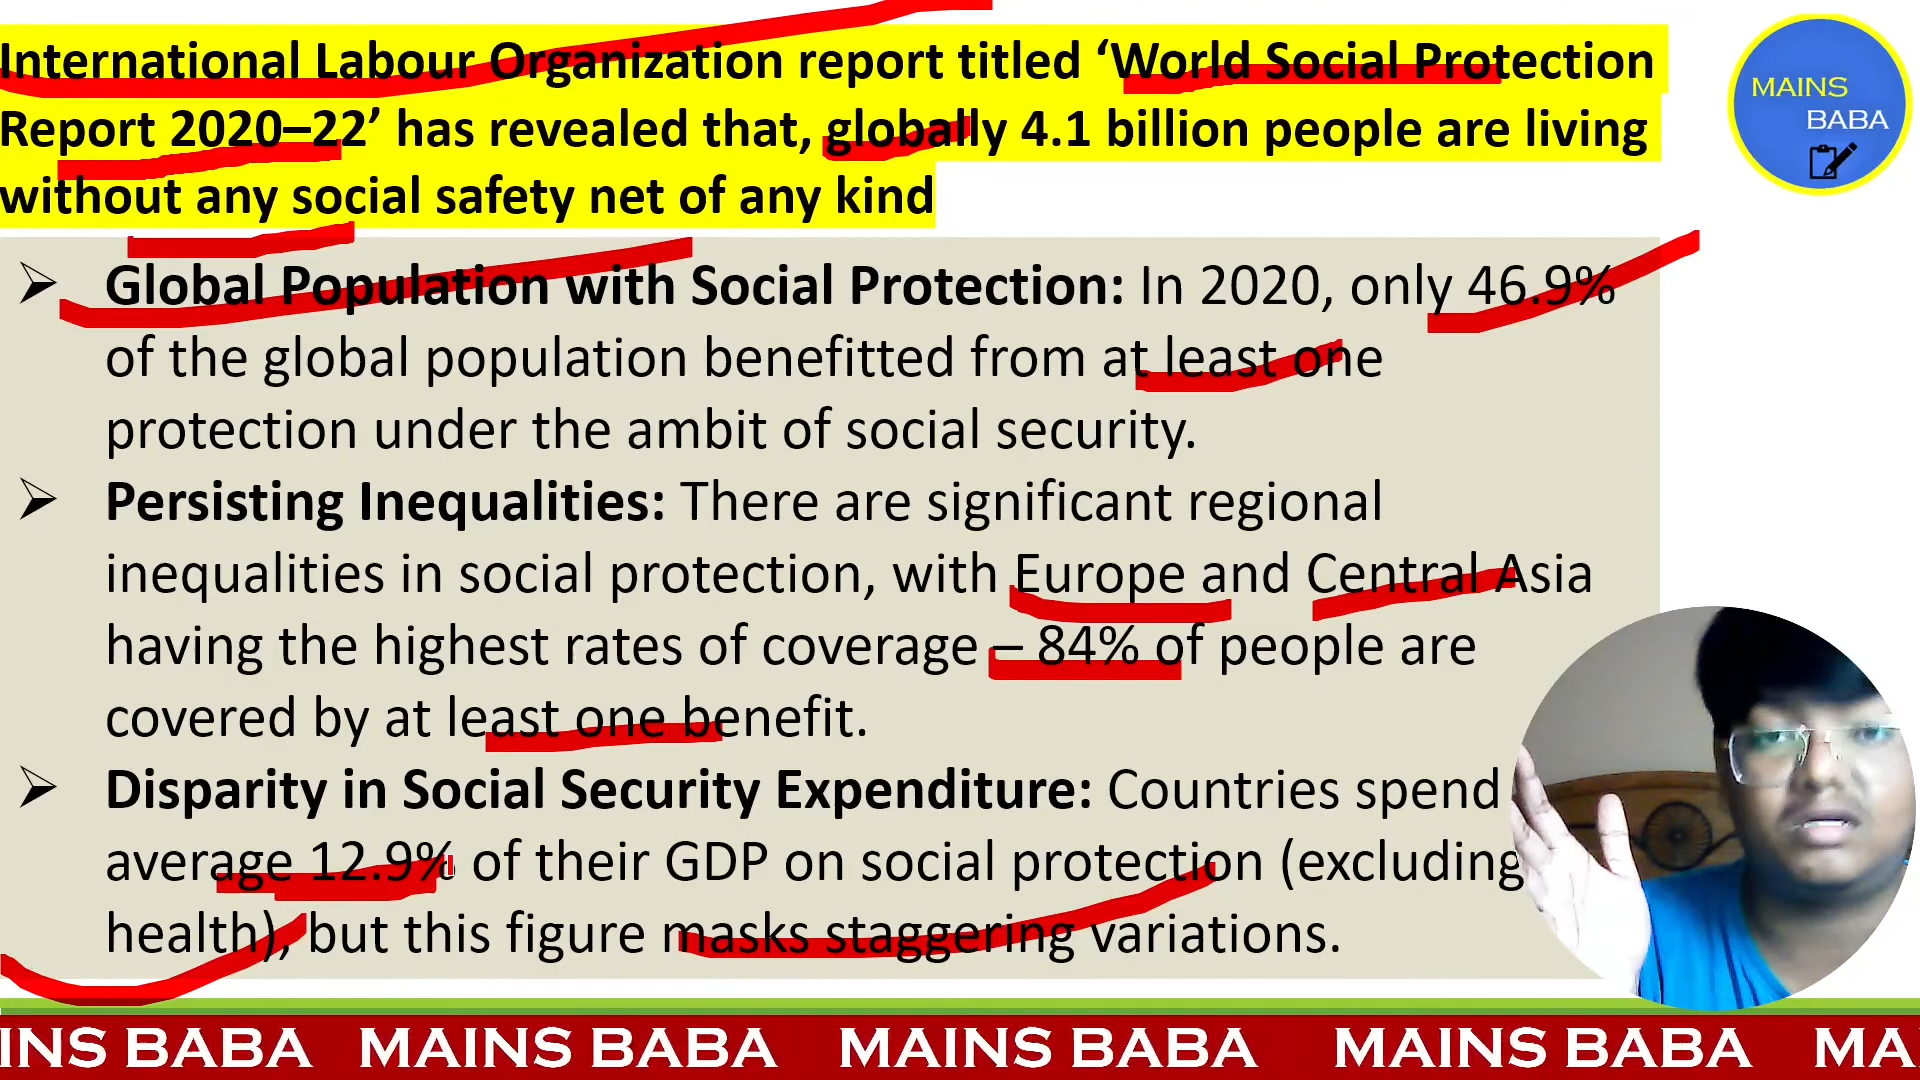 International Labour Organization report titled ‘World Social Protection
Report 2020–22’ has revealed that, globally 4.1 billion people are living
without any social safety net of any kind
MAINS
BABA
➢ Global Population with Social Protection: In 2020, only 46.9%
of the global population benefitted from at least one
protection under the ambit of social security.
➢ Persisting Inequalities: There are significant regional
inequalities in social protection, with Europe and Central Asia
having the highest rates of coverage – 84% of people are
covered by at least one benefit.
➢ Disparity in Social Security Expenditure: Countries spend
average 12.9% of their GDP on social protection (excluding
health), but this figure masks staggering variations.
INS BABA MAINS BABA MAINS BABA MAINS BABA MA